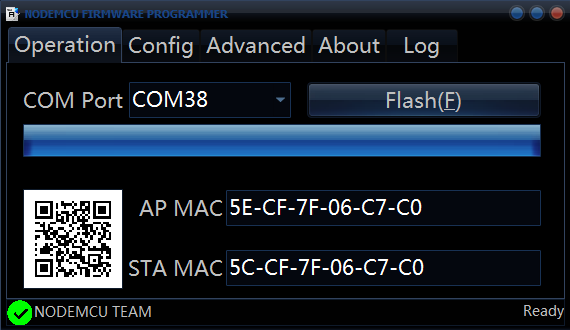 NODEMCU FIRMWARE PROGRAMMER
Operation Config Advanced About Log
COM Port COM38 Flash(F)
AP MAC 5E-CF-7F-06-C7-C0
STA MAC 5C-CF-7F-06-C7-C0
NODEMCU TEAM Ready